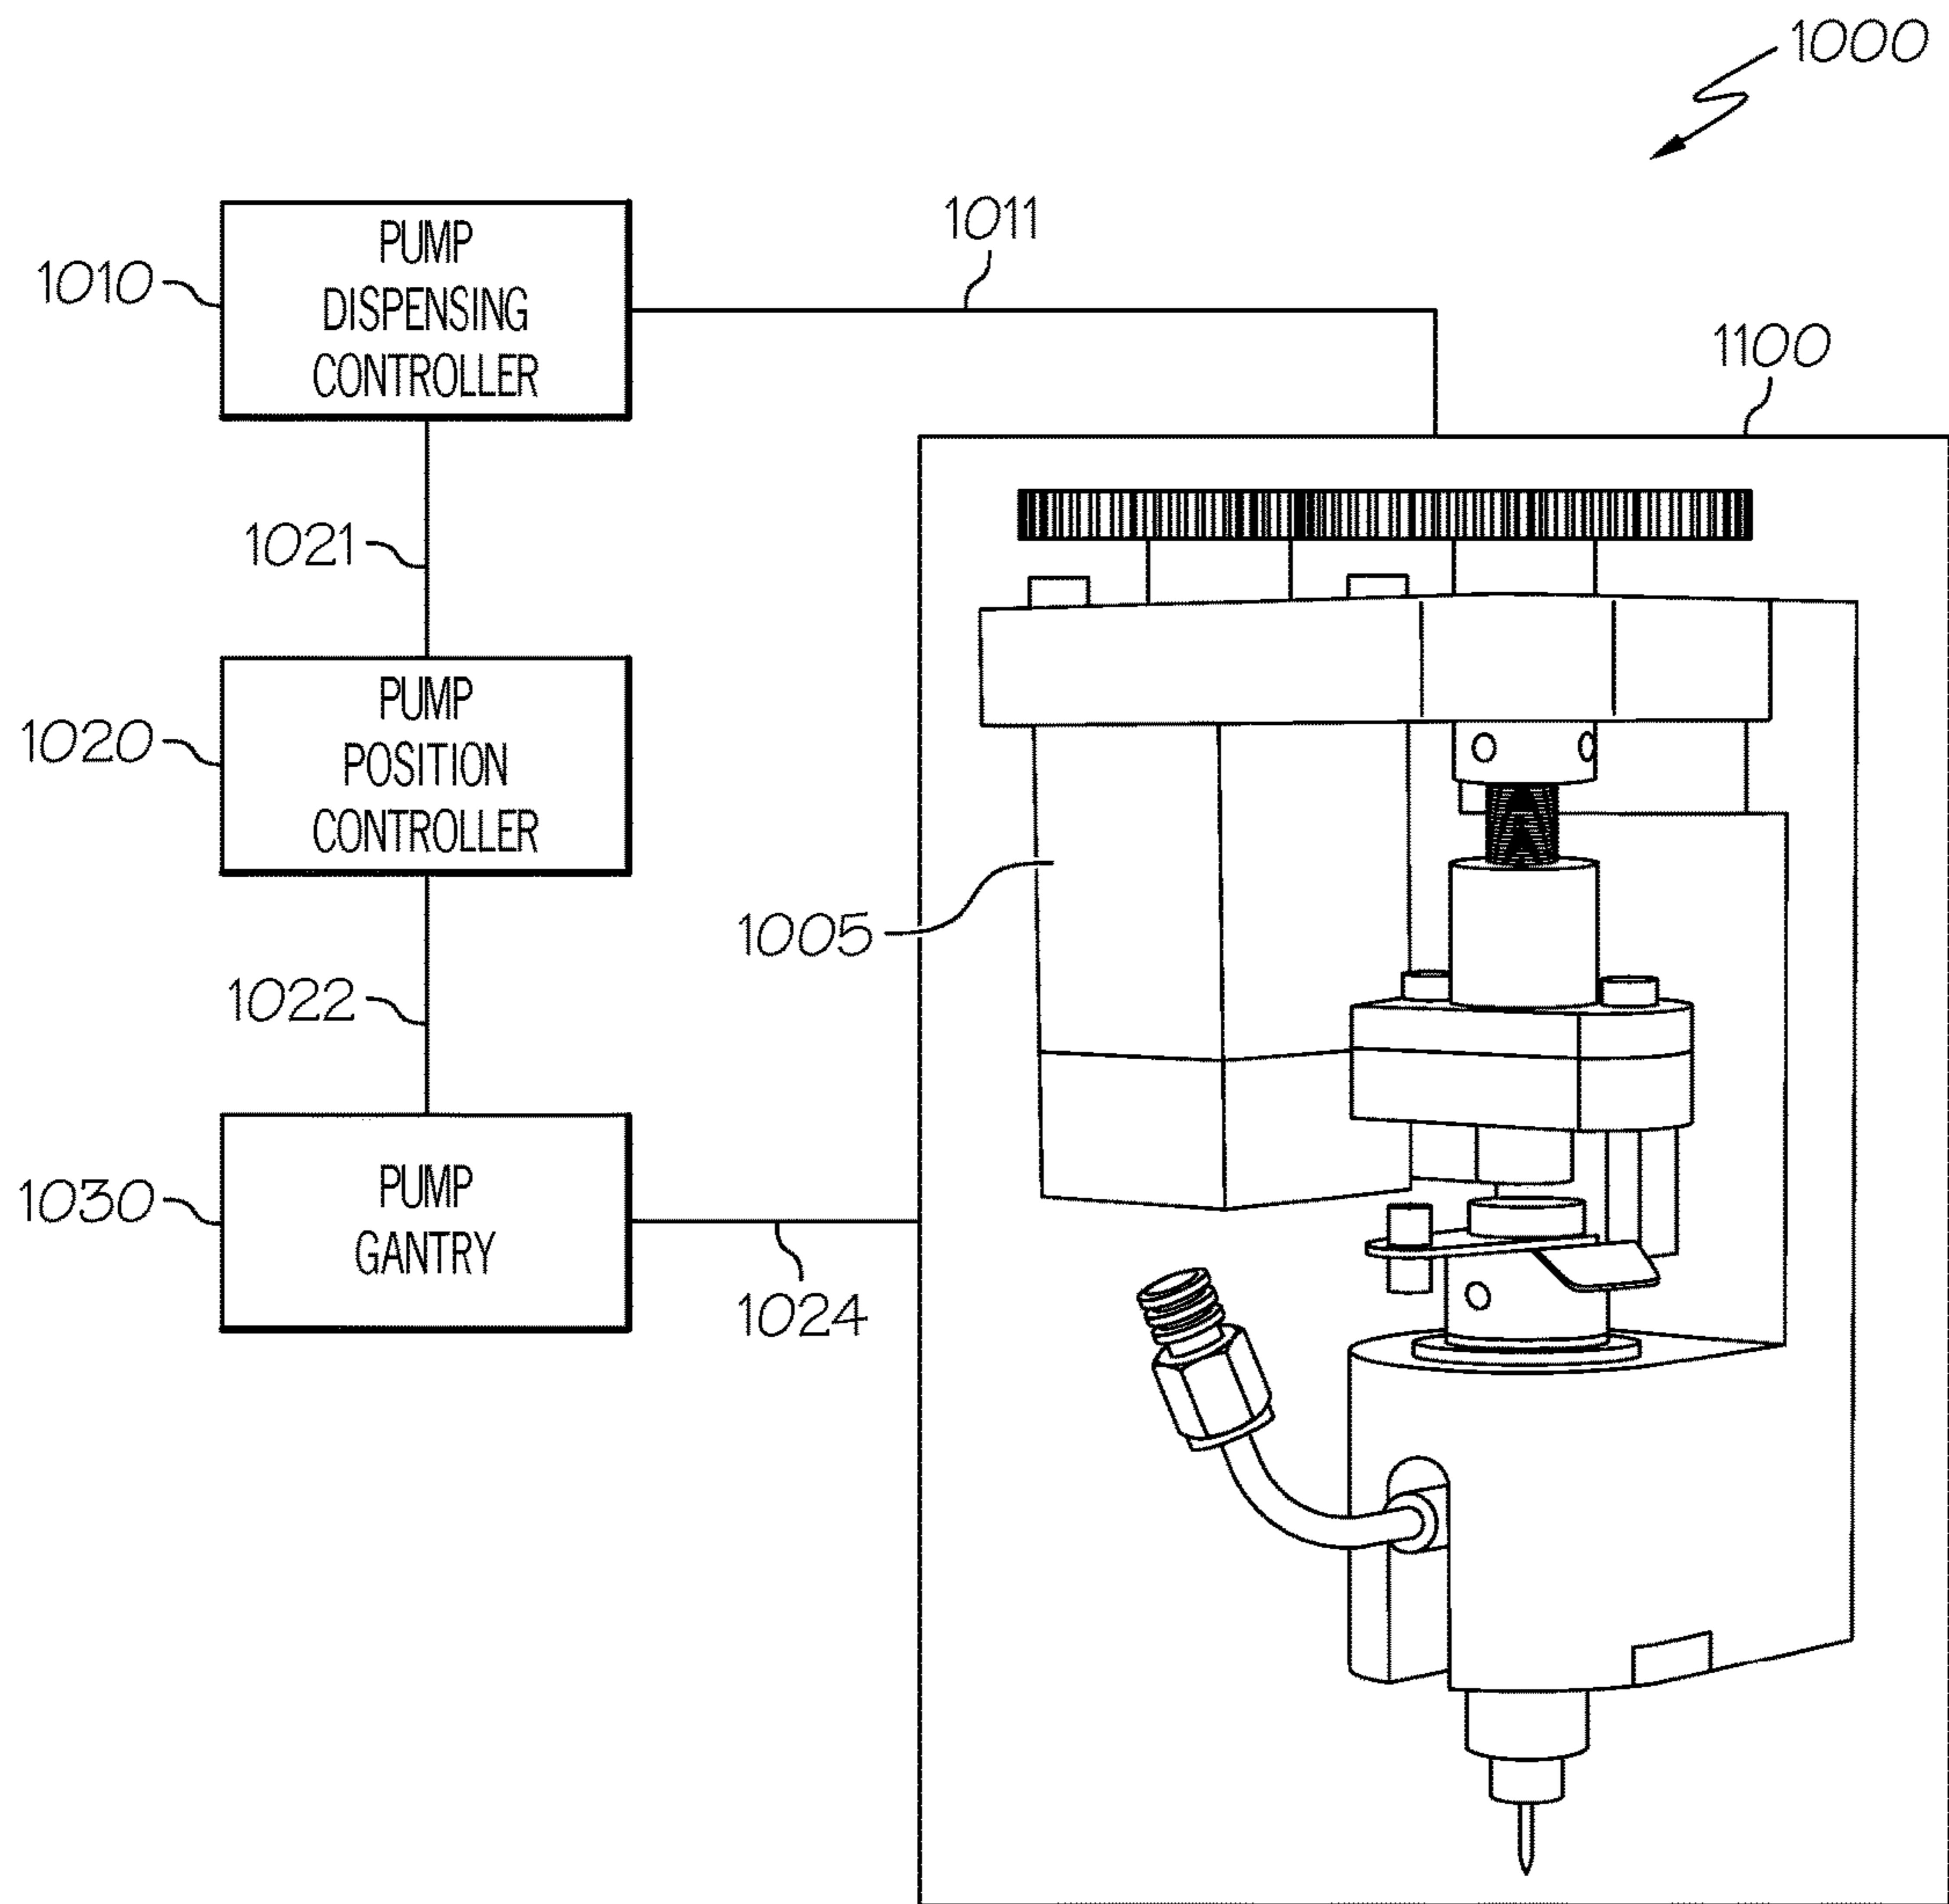 1000
1011
1010
PUMP
DISPENSING
CONTROLLER
1100
1021
1020
PUMP
POSITION
CONTROLLER
1005
1022
1030
PUMP
GANTRY
1024